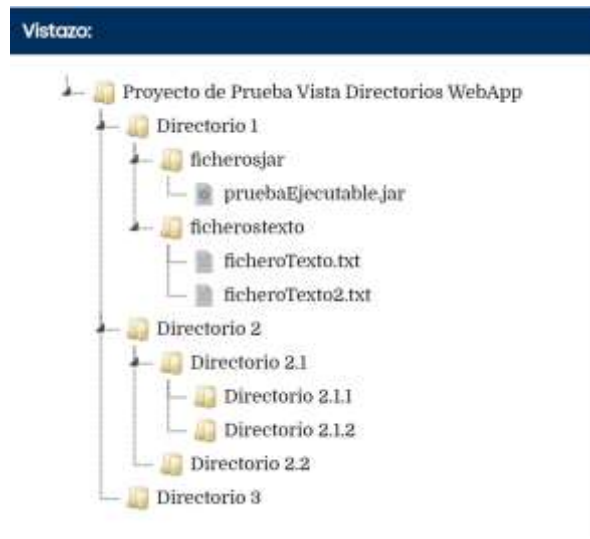 Vistazo:
Proyecto de Prueba Vista Directorios WebApp
Directorio 1
ficherosjar
pruebaEjecutable.jar
ficherostexto
ficheroTexto.txt
ficheroTexto2.txt
Directorio 2
Directorio 2.1
Directorio 2.1.1
Directorio 2.1.2
Directorio 2.2
Directorio 3